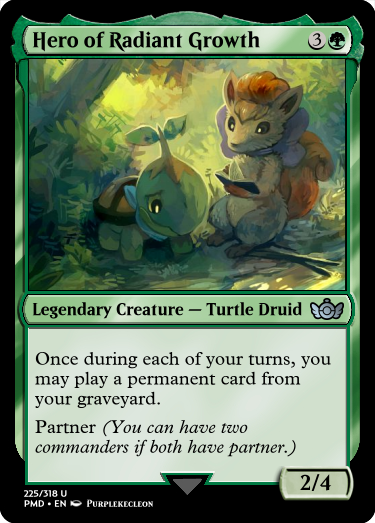 Hero of Radiant Growth 3
Legendary Creature — Turtle Druid
Once during each of your turns, you
may play a permanent card from
your graveyard.
Partner (You can have two
commanders if both have partner.)
2/4
225/318 U
PMD • EN PURPLEKECLEON